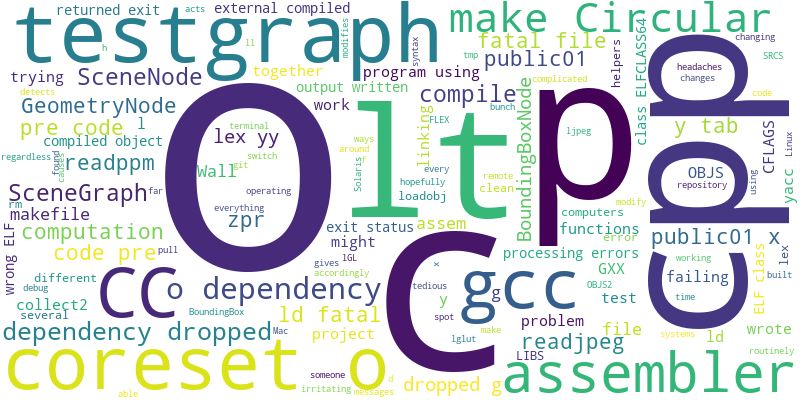 returned exit
acts
external compiled
testgraph
make Circular
h
ll
modifies
syntax
fatal file
helpers
changing
trying
SceneNode
together
program using
public01
tmp
headaches
changes
SRCS
detects
GeometryNode
output written
compile
complicated
class ELFCLASS64
code
pre code
l
terminal
work
FLEX
bunch
y tab
lex yy
linking
ljpeg
compiled object
Wall
git
ways
around
f
every
BoundingBoxNode
CFLAGS
Linux
regardless
found
causes
readppm
switch
Solaris
hopefully
remote
OBJS
repository
using
yacc
SceneGraph
rm
far
operating
loadobj
clean
modify
makefile
everything
zpr
assem
computers
functions
cpp
Ol
t
p
computation
pull
exit status
might
error
public01 x
wrong ELF
code pre
gives
accordingly
lGL
C
x
processing errors
working
lex
different
debug
CC
o dependency
g
gcc
GXX
failing
ELF class
built
collect2
several
BoundingBox
ld fatal
tedious
y
OBJS2
test
time
dependency dropped
Mac
project
spot
problem
file
ld
systems
wrote
make
lglut
readjpeg
coreset o
someone
LIBS
routinely
irritating
d
messages
dropped g
assembler
able